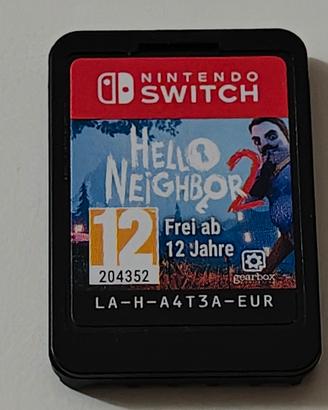 NINTENDO
SWITCH
HELLO
NEIGHBOR 2
12
Frei ab
12 Jahre
204352
gearbox
LA-H-A4T3A-EUR